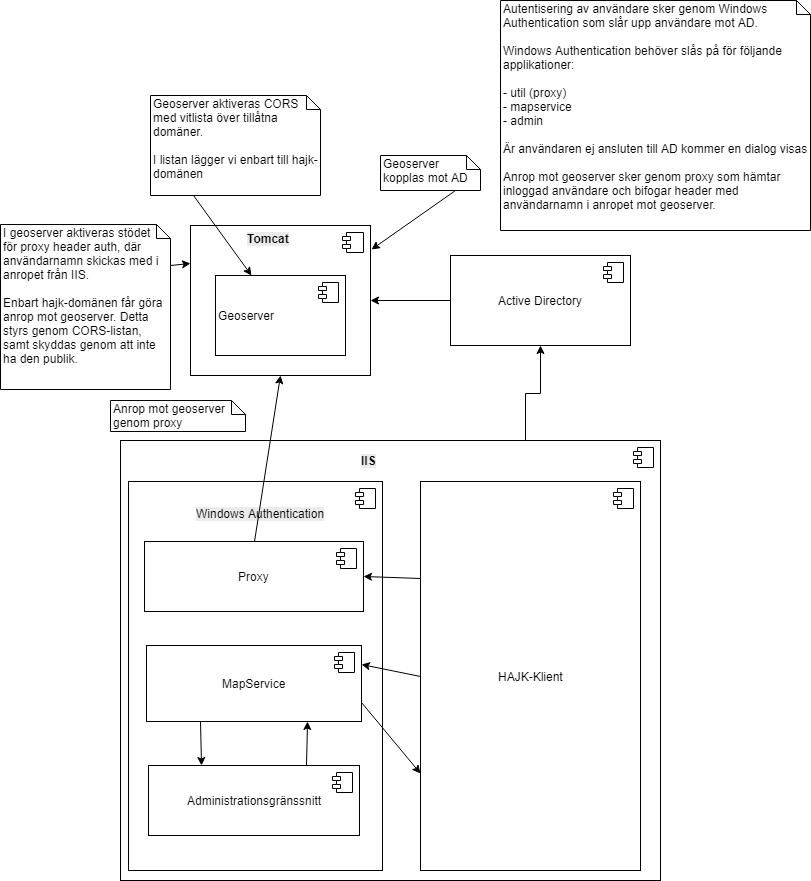 Autentisering av användare sker genom Windows
Authentication som slår upp användare mot AD.
Windows Authentication behöver slås på för följande
applikationer:
- util (proxy)
- mapservice
- admin
Är användaren ej ansluten till AD kommer en dialog visas
Anrop mot geoserver sker genom proxy som hämtar
inloggad användare och bifogar header med
användarnamn i anropet mot geoserver.
Geoserver aktiveras CORS
med vitlista över tillåtna
domäner.
I listan lägger vi enbart till hajk-
domänen
Geoserver
kopplas mot AD
I geoserver aktiveras stödet
för proxy header auth, där
användarnamn skickas med i
anropet från IIS.
Enbart hajk-domänen får göra
anrop mot geoserver. Detta
styrs genom CORS-listan,
samt skyddas genom att inte
ha den publik.
Tomcat
Geoserver
Active Directory
Anrop mot geoserver
genom proxy
IIS
Windows Authentication
Proxy
MapService
HAJK-Klient
Administrationsgränssnitt